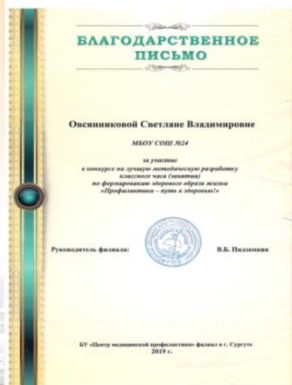 БЛАГОДАРСТВЕННОЕ
ПИСЬМО
Овсянниковой Светлане Владимировне
МБОУ СОШ №24
за участие
в конкурсе на лучшую методическую разработку
классного часа (занятия)
по формированию здорового образа жизни
«Профилактика – путь к здоровью!»
Руководитель филиала: В.Б.
БУ «Центр медицинской профилактики» филиал в г. Сургуте
2019 г.